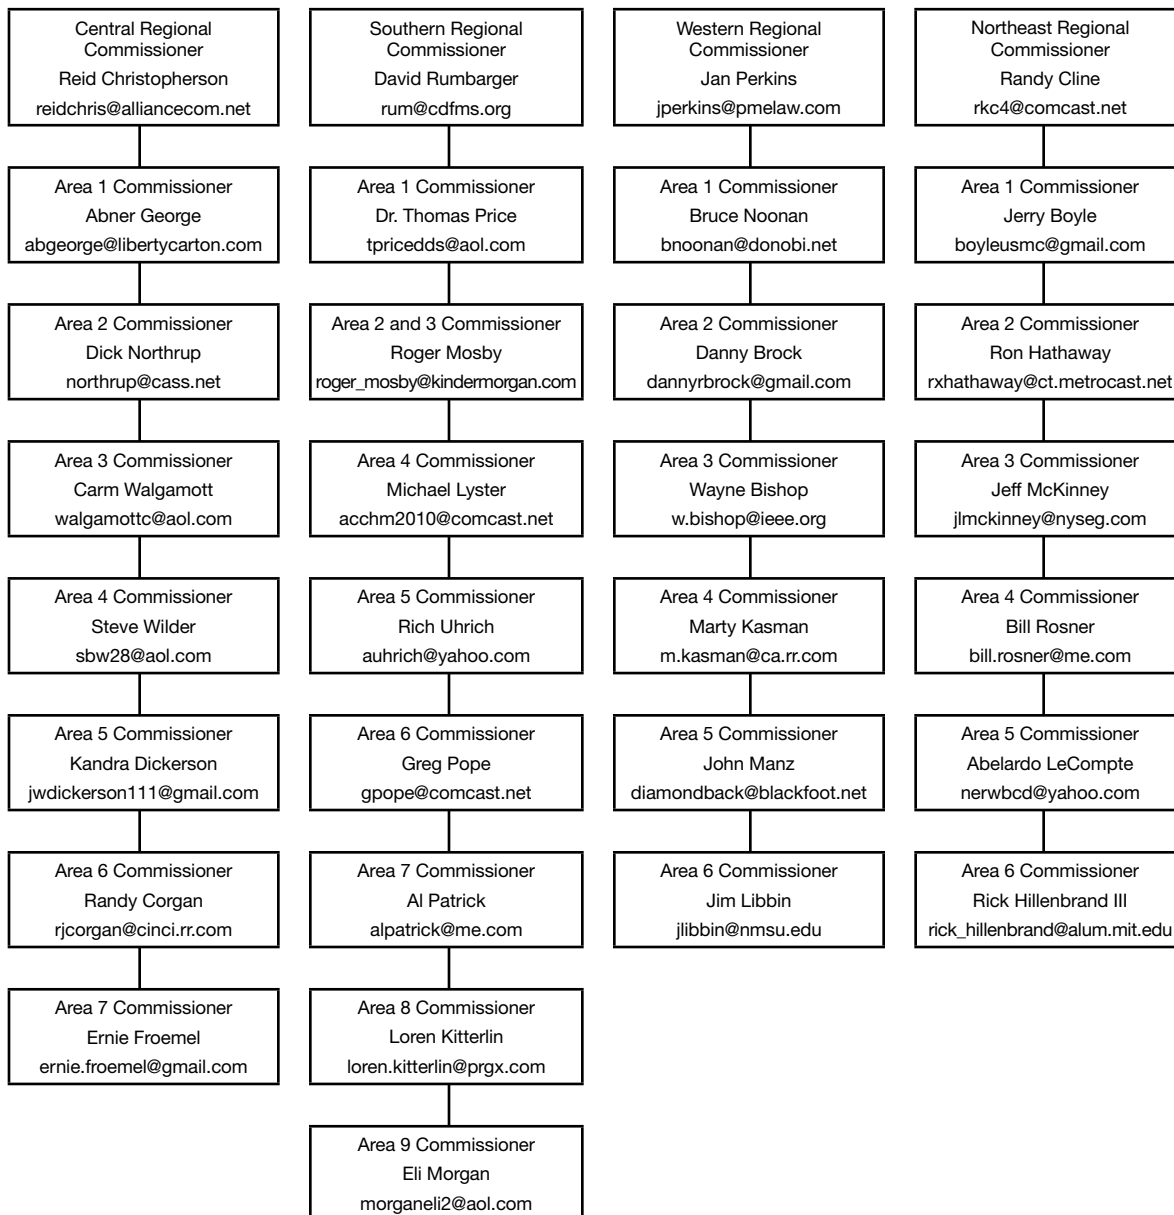 Central Regional
Commissioner
Reid Christopherson
reidchris@alliancecom.net
Area 1 Commissioner
Abner George
abgeorge@libertycarton.com
Area 2 Commissioner
Dick Northrup
northrup@cass.net
Area 3 Commissioner
Carm Walgamott
walgamottc@aol.com
Area 4 Commissioner
Steve Wilder
sbw28@aol.com
Area 5 Commissioner
Kandra Dickerson
jwdickerson111@gmail.com
Area 6 Commissioner
Randy Corgan
rjcorgan@cinci.rr.com
Area 7 Commissioner
Ernie Froemel
ernie.froemel@gmail.com
Southern Regional
Commissioner
David Rumbarger
rum@cdfms.org
Area 1 Commissioner
Dr. Thomas Price
tpricedds@aol.com
Area 2 and 3 Commissioner
Roger Mosby
roger_mosby@kindermorgan.com
Area 4 Commissioner
Michael Lyster
acchm2010@comcast.net
Area 5 Commissioner
Rich Uhrich
auhrich@yahoo.com
Area 6 Commissioner
Greg Pope
gpope@comcast.net
Area 7 Commissioner
Al Patrick
alpatrick@me.com
Area 8 Commissioner
Loren Kitterlin
loren.kitterlin@prgx.com
Area 9 Commissioner
Eli Morgan
morganeli2@aol.com
Western Regional
Commissioner
Jan Perkins
jperkins@pmelaw.com
Area 1 Commissioner
Bruce Noonan
bnoonan@donobi.net
Area 2 Commissioner
Danny Brock
dannyrbrock@gmail.com
Area 3 Commissioner
Wayne Bishop
w.bishop@ieee.org
Area 4 Commissioner
Marty Kasman
m.kasman@ca.rr.com
Area 5 Commissioner
John Manz
diamondback@blackfoot.net
Area 6 Commissioner
Jim Libbin
jlibbin@nmsu.edu
Northeast Regional
Commissioner
Randy Cline
rkc4@comcast.net
Area 1 Commissioner
Jerry Boyle
boyleusmc@gmail.com
Area 2 Commissioner
Ron Hathaway
rxhathaway@ct.metrocast.net
Area 3 Commissioner
Jeff McKinney
jlmckinney@nyseg.com
Area 4 Commissioner
Bill Rosner
bill.rosner@me.com
Area 5 Commissioner
Abelardo LeCompte
nerwbcd@yahoo.com
Area 6 Commissioner
Rick Hillenbrand III
rick_hillenbrand@alum.mit.edu